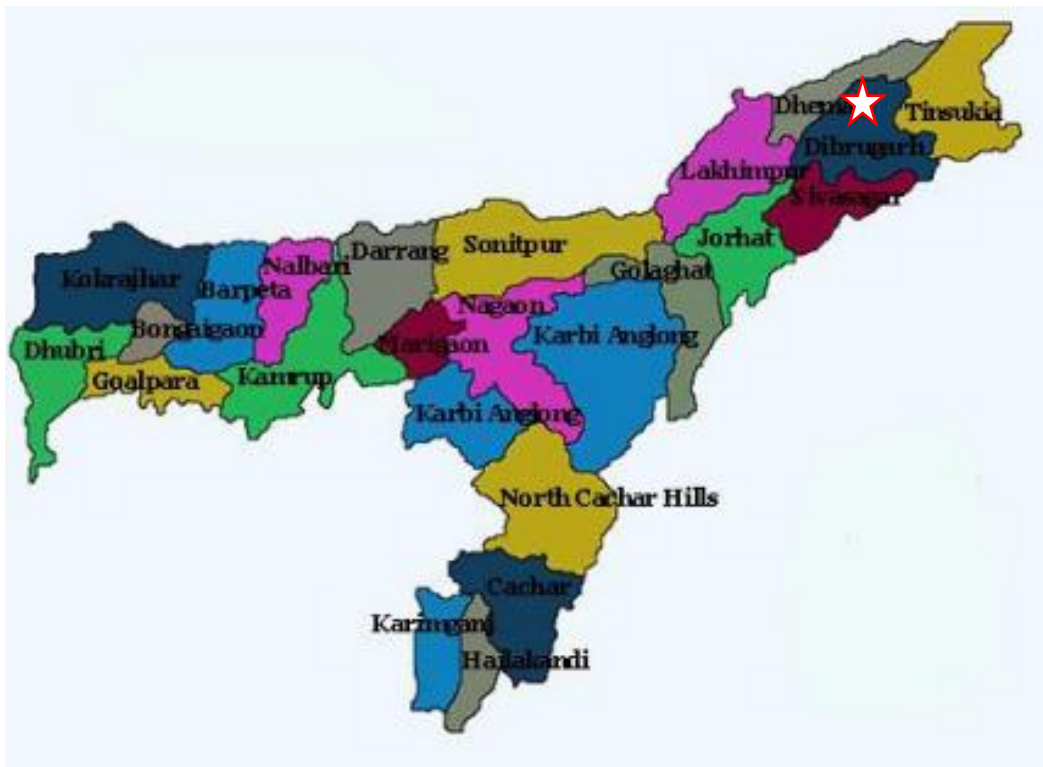 Tinsukia
Dibrugarh
Lakhimpur
Sivasagar
Jorhat
Sonitpur
Darrang
Golaghat
Nalbari
Kokrajhar
Barpeta
Nagaon
Bongaigaon
Karbi Anglong
Marigaon
Dhubri
Kamrup
Goalpara
Karbi Anglong
North Cachar Hills
Cachar
Karimganj
Hailakandi